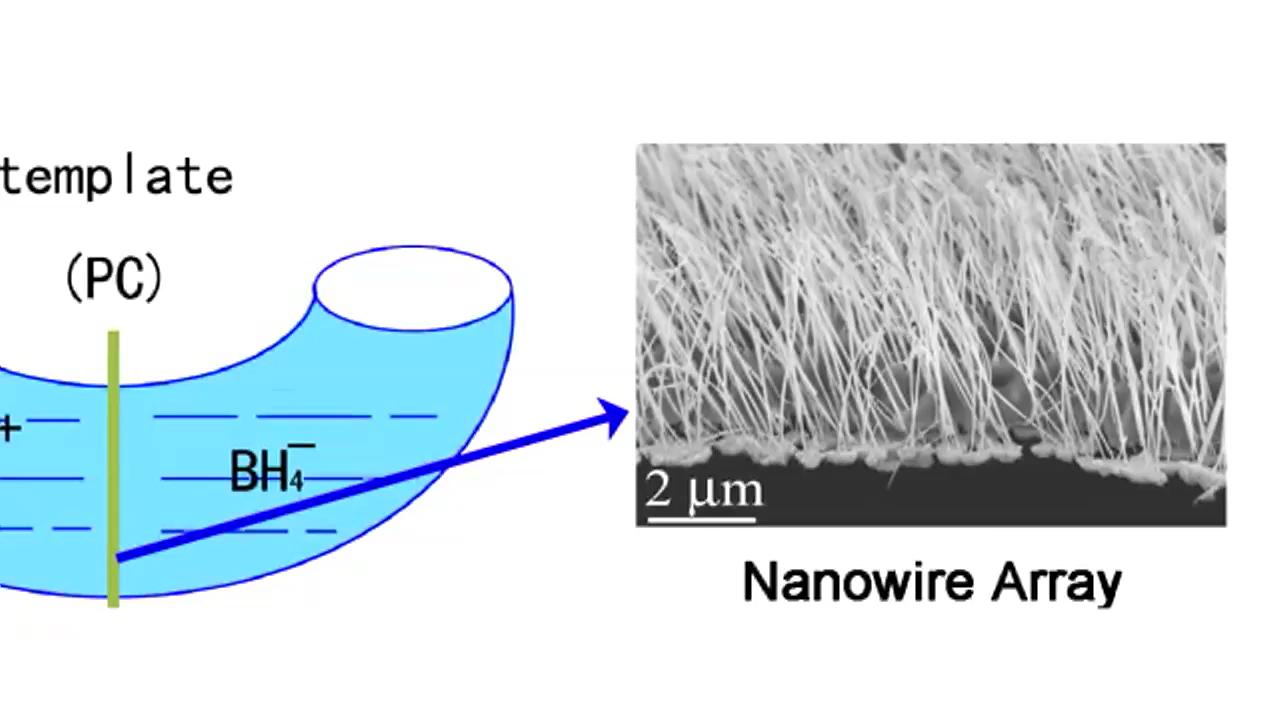 template
(PC)
+
BH₄⁻
2 μm
Nanowire Array